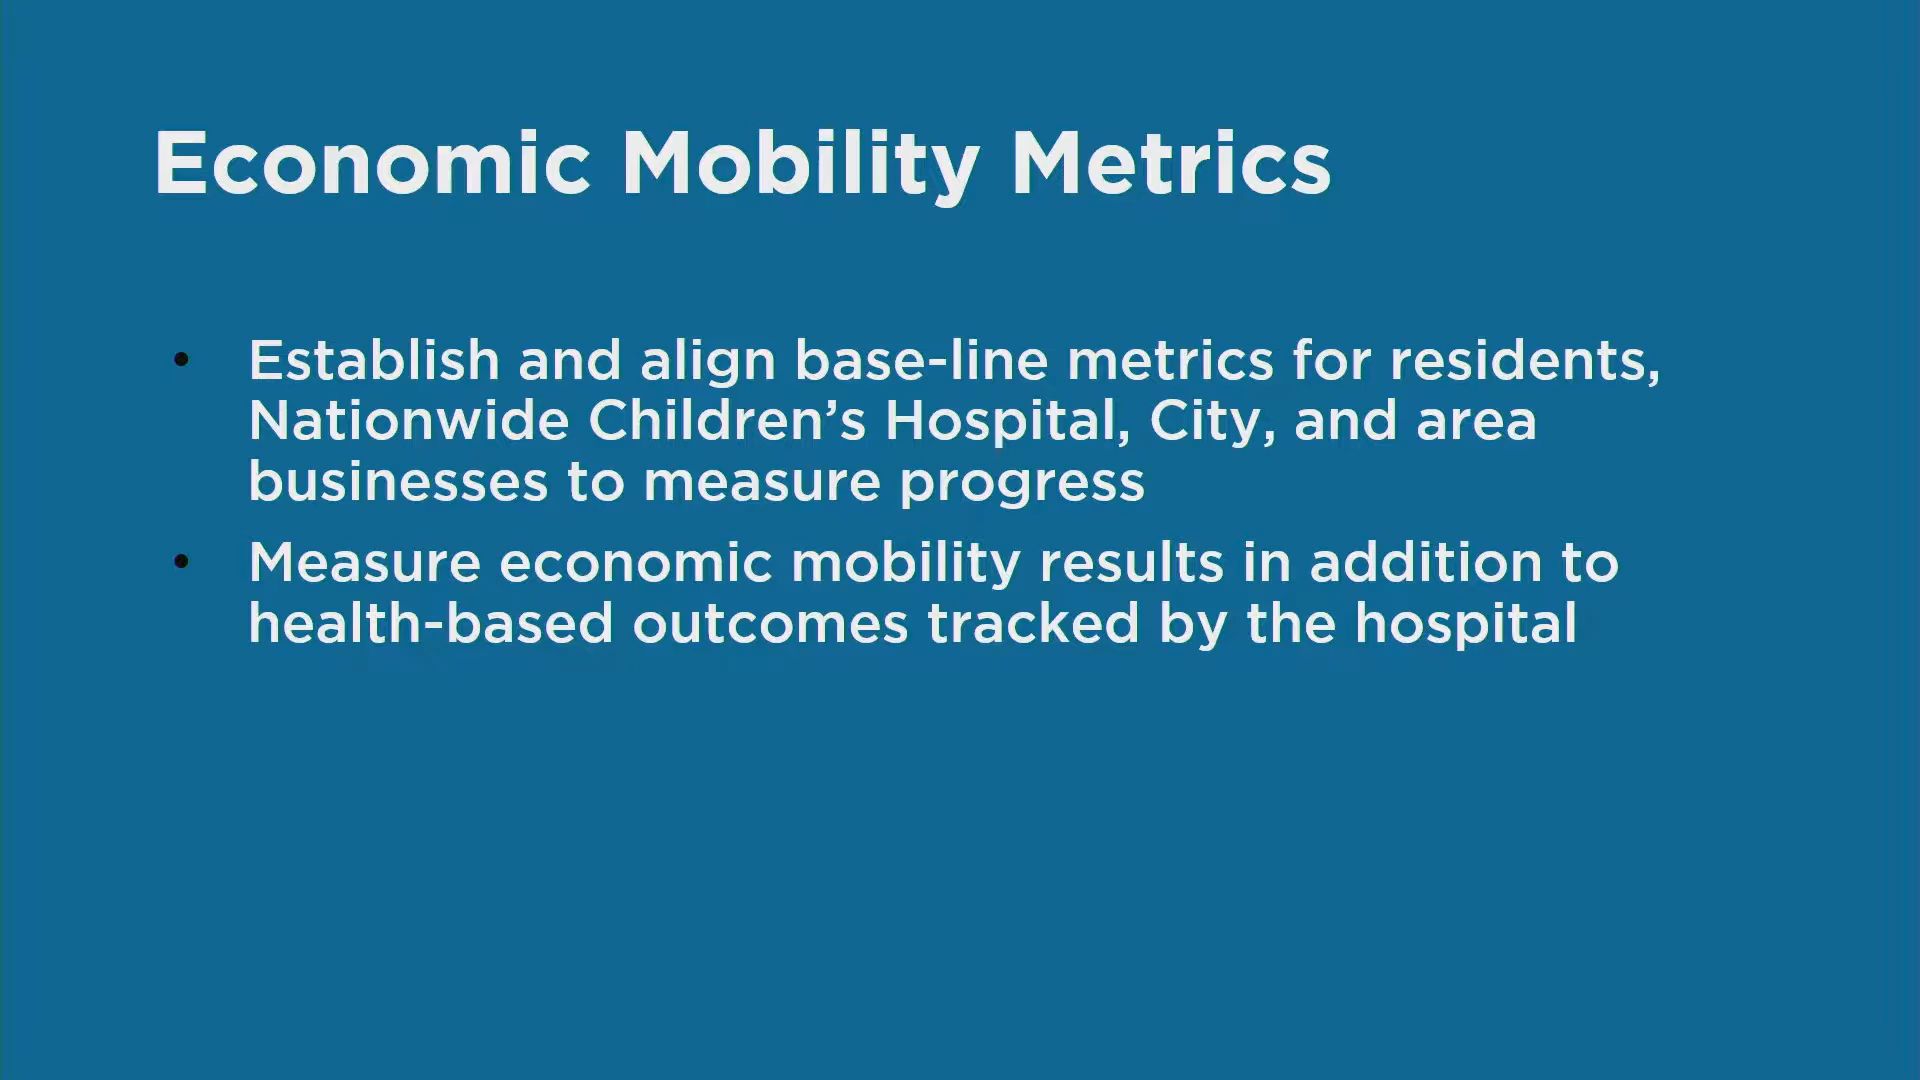 Economic Mobility Metrics
• Establish and align base-line metrics for residents,
Nationwide Children’s Hospital, City, and area
businesses to measure progress
• Measure economic mobility results in addition to
health-based outcomes tracked by the hospital